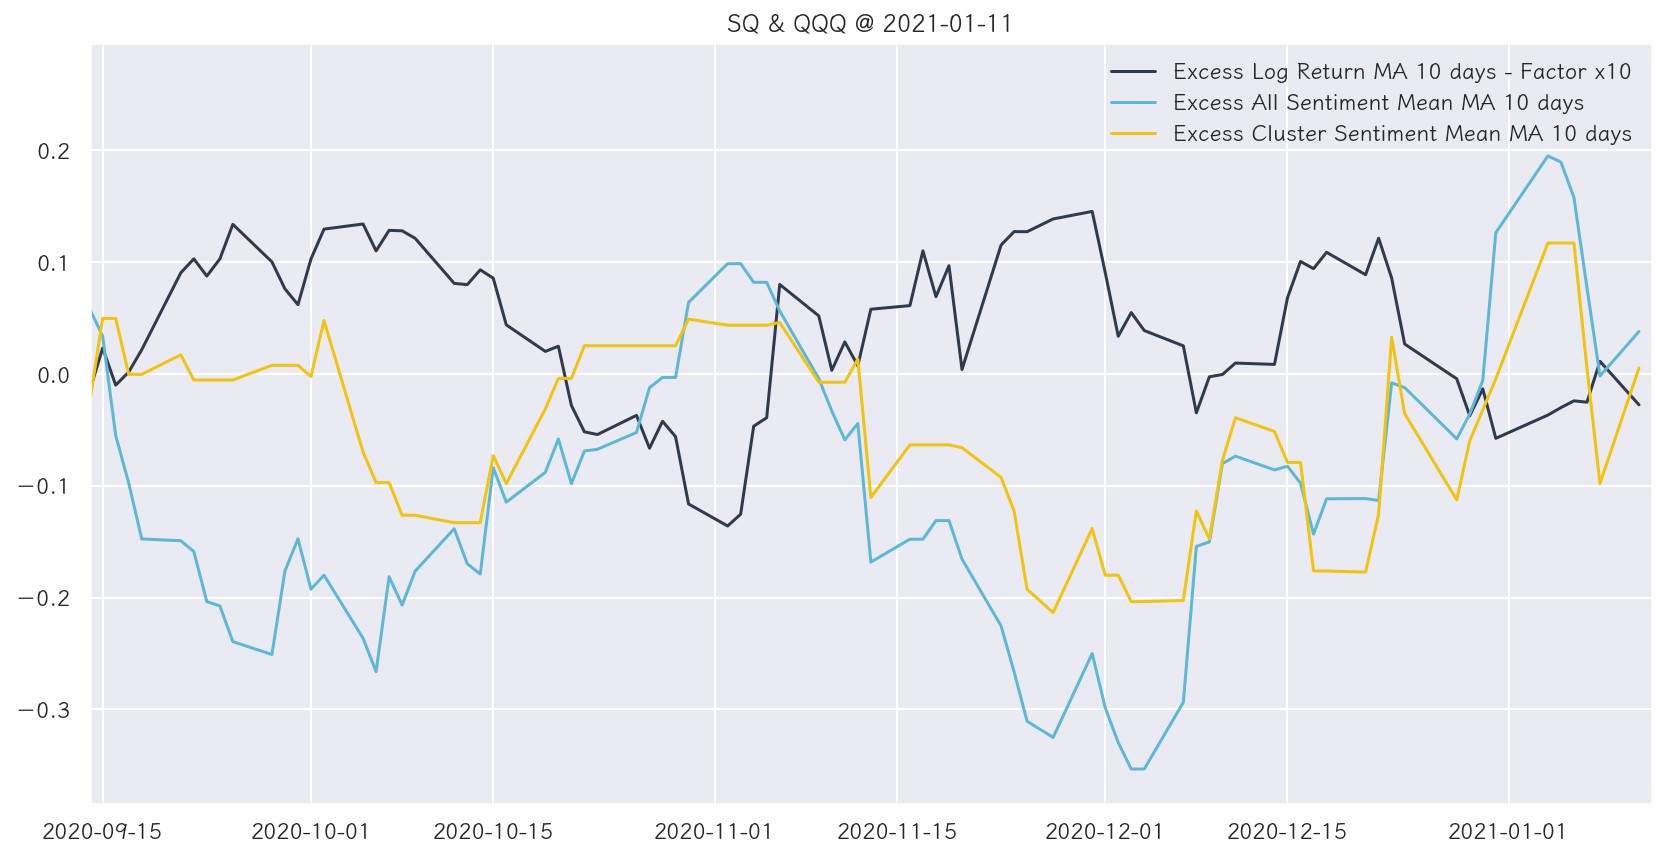 SQ & QQQ @ 2021-01-11
Excess Log Return MA 10 days - Factor x10
Excess All Sentiment Mean MA 10 days
Excess Cluster Sentiment Mean MA 10 days
0.2
0.1
0.0
−0.1
−0.2
−0.3
2020-09-15 2020-10-01 2020-10-15 2020-11-01 2020-11-15 2020-12-01 2020-12-15 2021-01-01